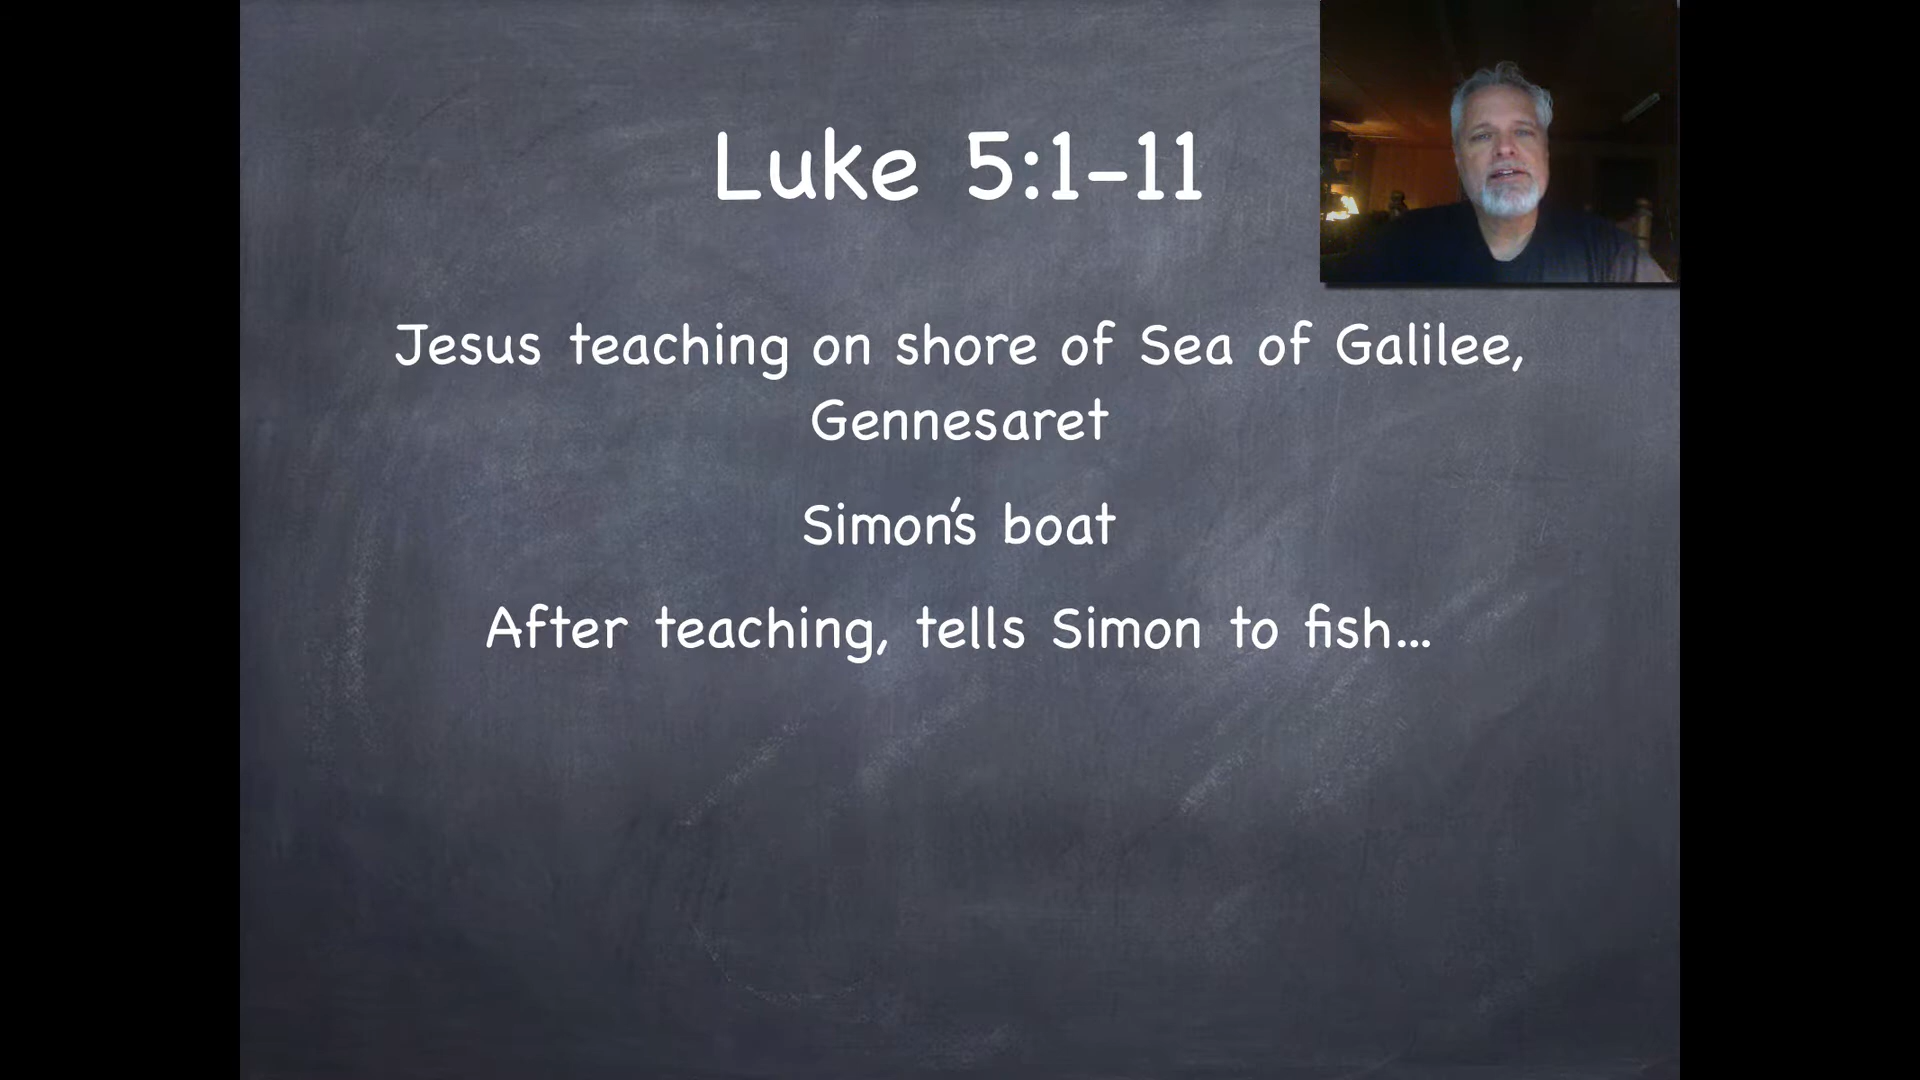 Luke 5:1-11
Jesus teaching on shore of Sea of Galilee,
Gennesaret
Simon's boat
After teaching, tells Simon to fish...